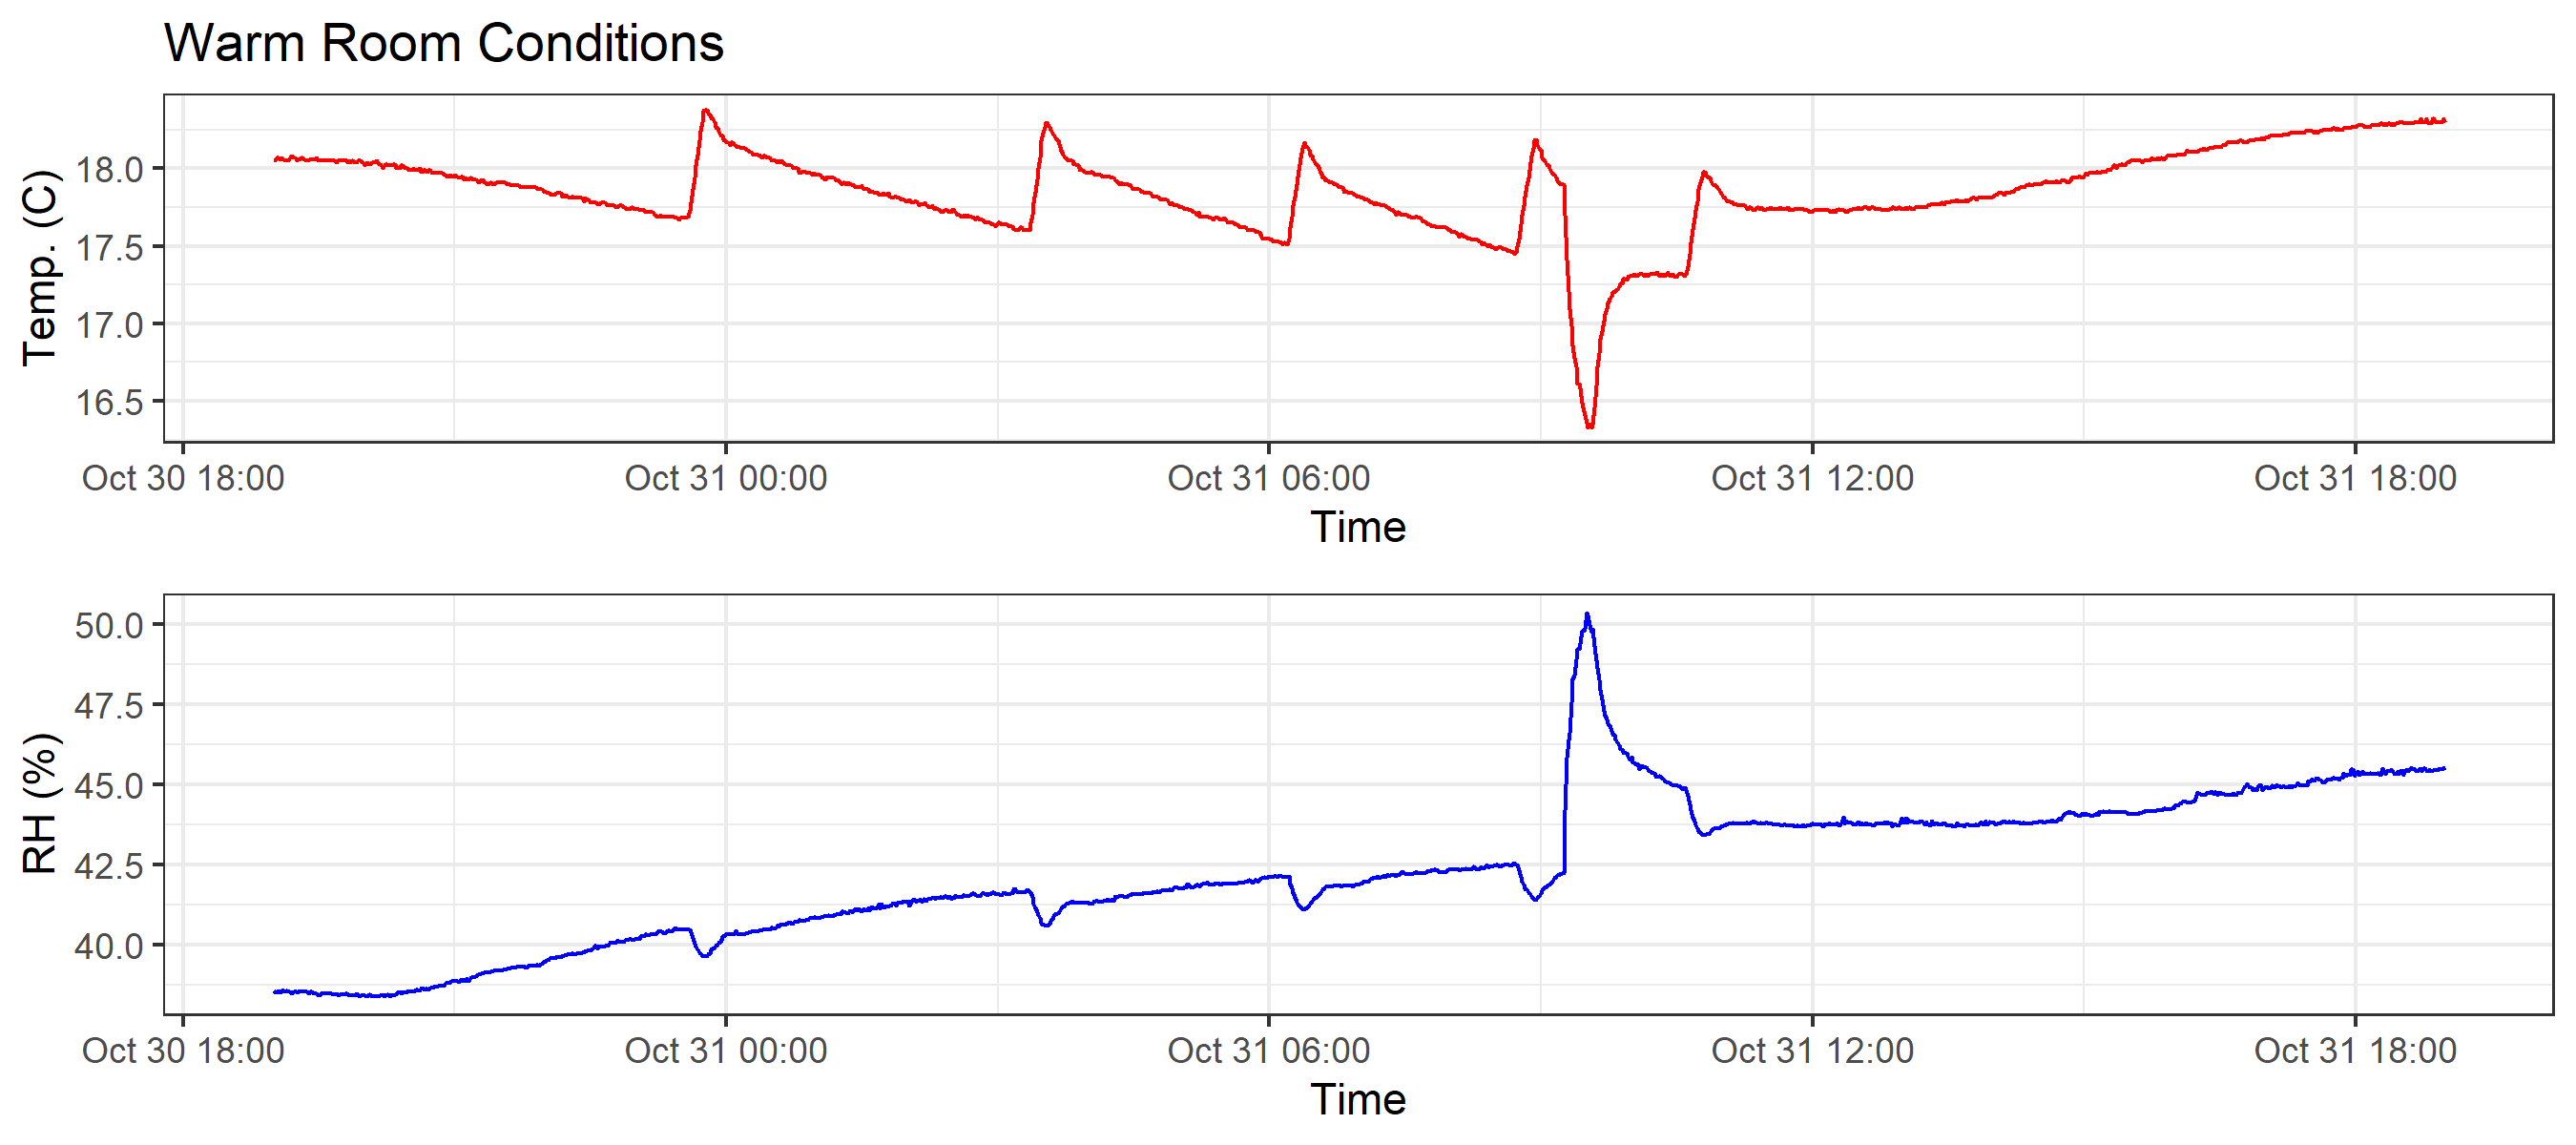 Warm Room Conditions
Temp. (C)
18.0
17.5
17.0
16.5
Oct 30 18:00 Oct 31 00:00 Oct 31 06:00 Oct 31 12:00 Oct 31 18:00
Time
RH (%)
50.0
47.5
45.0
42.5
40.0
Oct 30 18:00 Oct 31 00:00 Oct 31 06:00 Oct 31 12:00 Oct 31 18:00
Time